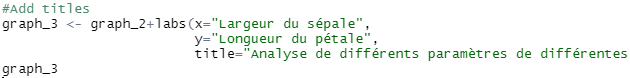 #Add titles
graph_3 <- graph_2+labs(x="Largeur du sépale",
y="Longueur du pétale",
title="Analyse de différents paramètres de différentes
graph_3